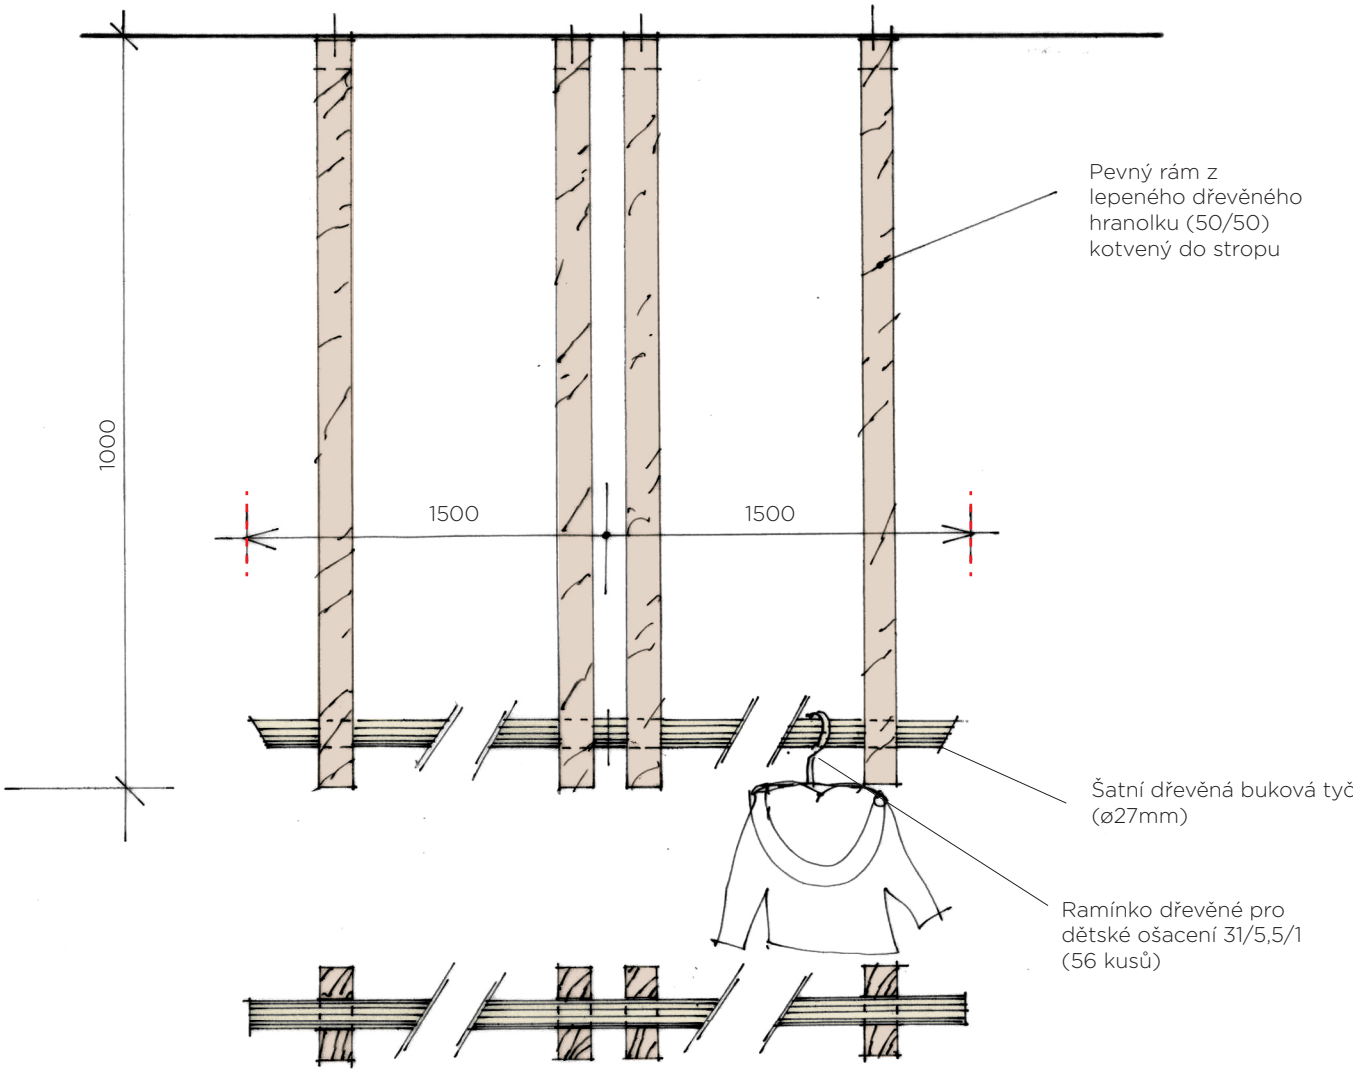 Pevný rám z
lepeného dřevěného
hranolku (50/50)
kotvený do stropu
1000
1500
1500
Šatní dřevěná buková tyč
(ø27mm)
Ramínko dřevěné pro
dětské ošacení 31/5,5/1
(56 kusů)